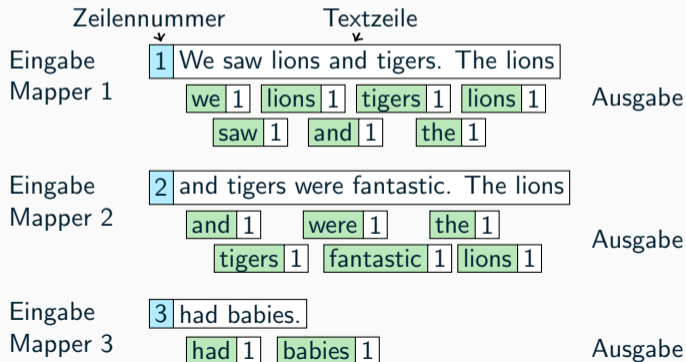 Zeilennummer Textzeile
Eingabe 1 We saw lions and tigers. The lions
Mapper 1 we 1 lions 1 tigers 1 lions 1 Ausgabe
saw 1 and 1 the 1
Eingabe 2 and tigers were fantastic. The lions
Mapper 2 and 1 were 1 the 1 Ausgabe
tigers 1 fantastic 1 lions 1
Eingabe 3 had babies.
Mapper 3 had 1 babies 1 Ausgabe